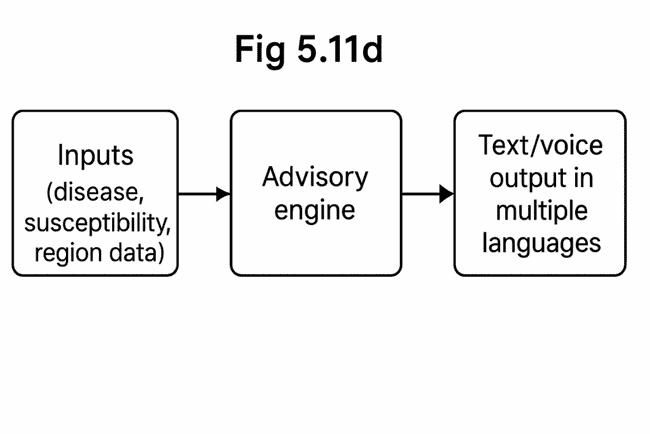 Fig 5.11d
Inputs
(disease,
susceptibility,
region data)
Advisory
engine
Text/voice
output in
multiple
languages